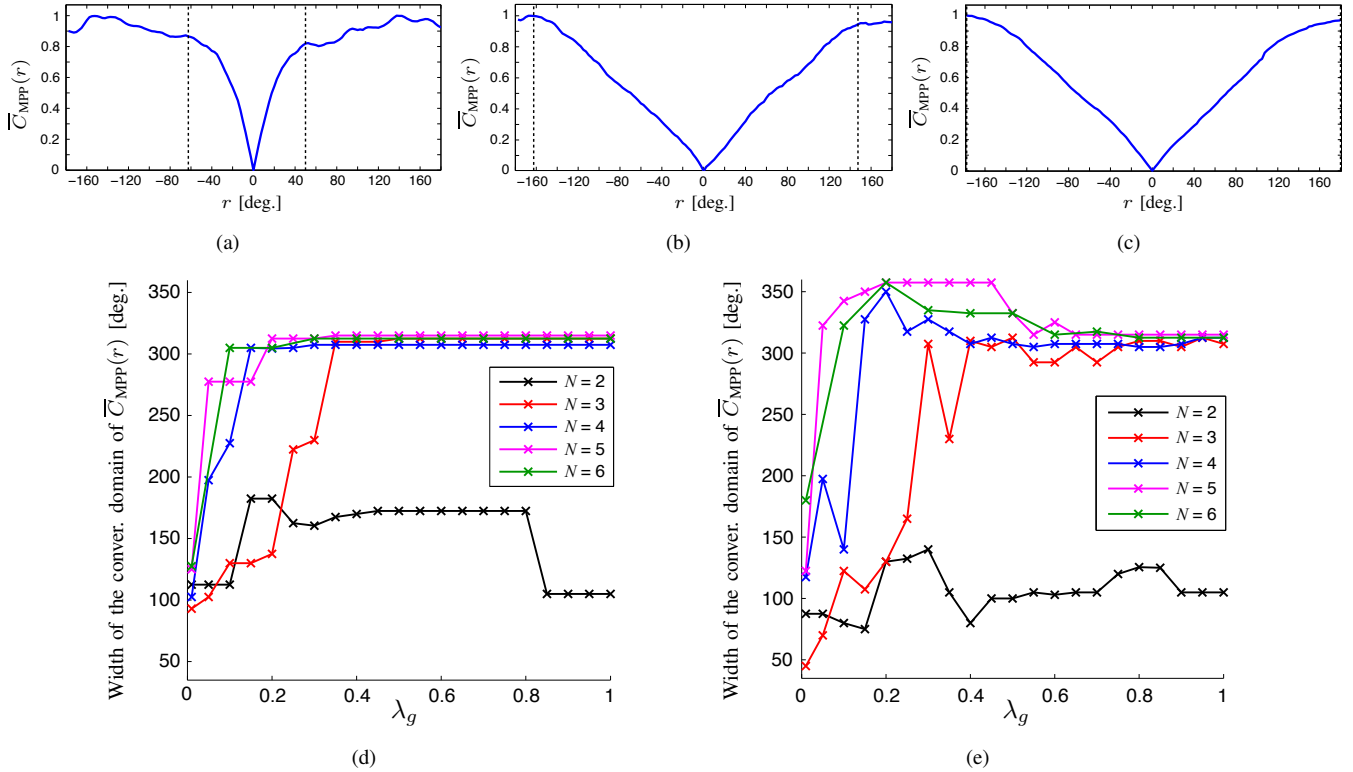 1
0.8
0.6
0.4
0.2
0
C̅_MPP(r)
−160 −120 −80 −40 0 40 80 120 160
r [deg.]
(a)
1
0.8
0.6
0.4
0.2
0
C̅_MPP(r)
−160 −120 −80 −40 0 40 80 120 160
r [deg.]
(b)
1
0.8
0.6
0.4
0.2
0
C̅_MPP(r)
−160 −120 −80 −40 0 40 80 120 160
r [deg.]
(c)
Width of the conver. domain of C̅_MPP(r) [deg.]
350
300
250
200
150
100
50
0 0.2 0.4 0.6 0.8 1
λ_g
N = 2
N = 3
N = 4
N = 5
N = 6
(d)
Width of the conver. domain of C̅_MPP(r) [deg.]
350
300
250
200
150
100
50
0 0.2 0.4 0.6 0.8 1
λ_g
N = 2
N = 3
N = 4
N = 5
N = 6
(e)